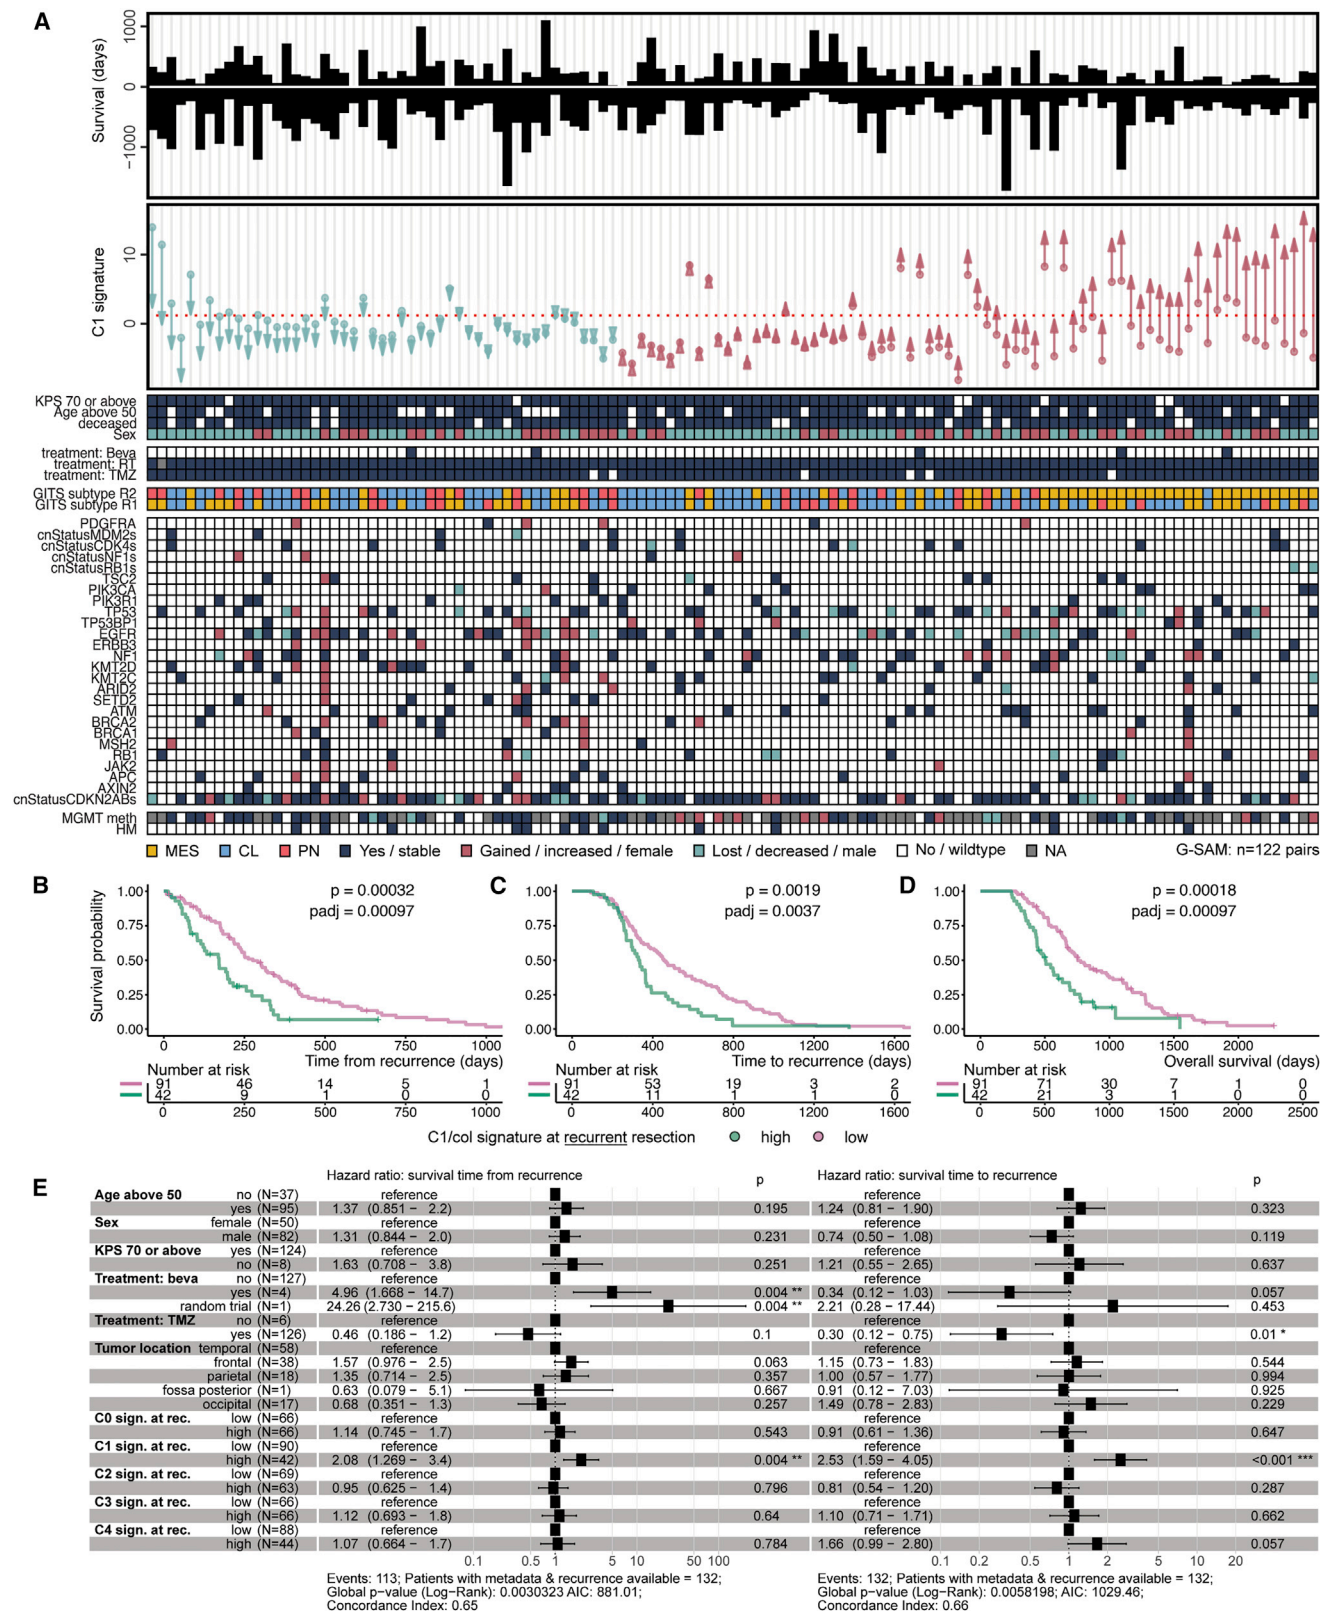 A
Survival (days)
1000
0
−1000
C1 signature
10
0
KPS 70 or above
Age above 50
deceased
Sex
treatment: Beva
treatment: RT
treatment: TMZ
GITS subtype R2
GITS subtype R1
PDGFRA
cnStatusMDM2s
cnStatusCDK4s
cnStatusNF1s
cnStatusRB1s
TSC2
PIK3CA
PIK3R1
TP53
TP53BP1
EGFR
ERBB3
NF1
KMT2D
KMT2C
ARID2
SETD2
ATM
BRCA2
BRCA1
MSH2
RB1
JAK2
APC
AXIN2
cnStatusCDKN2ABs
MGMT meth
HM
MES CL PN Yes / stable Gained / increased / female Lost / decreased / male No / wildtype NA G-SAM: n=122 pairs
B
Survival probability
1.00
0.75
0.50
0.25
0.00
p = 0.00032
padj = 0.00097
0 250 500 750 1000
Time from recurrence (days)
Number at risk
91 46 14 5 1
42 9 1 0 0
0 250 500 750 1000
C
1.00
0.75
0.50
0.25
0.00
p = 0.0019
padj = 0.0037
0 400 800 1200 1600
Time to recurrence (days)
Number at risk
91 53 19 3 2
42 11 1 1 0
0 400 800 1200 1600
D
1.00
0.75
0.50
0.25
0.00
p = 0.00018
padj = 0.00097
0 500 1000 1500 2000
Overall survival (days)
Number at risk
91 71 30 7 1 0
42 21 3 1 0 0
0 500 1000 1500 2000 2500
C1/col signature at recurrent resection high low
E
Hazard ratio: survival time from recurrence p Hazard ratio: survival time to recurrence p
Age above 50 no (N=37) reference reference
yes (N=95) 1.37 (0.851 − 2.2) 0.195 1.24 (0.81 − 1.90) 0.323
Sex female (N=50) reference reference
male (N=82) 1.31 (0.844 − 2.0) 0.231 0.74 (0.50 − 1.08) 0.119
KPS 70 or above yes (N=124) reference reference
no (N=8) 1.63 (0.708 − 3.8) 0.251 1.21 (0.55 − 2.65) 0.637
Treatment: beva no (N=127) reference reference
yes (N=4) 4.96 (1.668 − 14.7) 0.004 ** 0.34 (0.12 − 1.03) 0.057
random trial (N=1) 24.26 (2.730 − 215.6) 0.004 ** 2.21 (0.28 − 17.44) 0.453
Treatment: TMZ no (N=6) reference reference
yes (N=126) 0.46 (0.186 − 1.2) 0.1 0.30 (0.12 − 0.75) 0.01 *
Tumor location temporal (N=58) reference reference
frontal (N=38) 1.57 (0.976 − 2.5) 0.063 1.15 (0.73 − 1.83) 0.544
parietal (N=18) 1.35 (0.714 − 2.5) 0.357 1.00 (0.57 − 1.77) 0.994
fossa posterior (N=1) 0.63 (0.079 − 5.1) 0.667 0.91 (0.12 − 7.03) 0.925
occipital (N=17) 0.68 (0.351 − 1.3) 0.257 1.49 (0.78 − 2.83) 0.229
C0 sign. at rec. low (N=66) reference reference
high (N=66) 1.14 (0.745 − 1.7) 0.543 0.91 (0.61 − 1.36) 0.647
C1 sign. at rec. low (N=90) reference reference
high (N=42) 2.08 (1.269 − 3.4) 0.004 ** 2.53 (1.59 − 4.05) <0.001 ***
C2 sign. at rec. low (N=69) reference reference
high (N=63) 0.95 (0.625 − 1.4) 0.796 0.81 (0.54 − 1.20) 0.287
C3 sign. at rec. low (N=66) reference reference
high (N=66) 1.12 (0.693 − 1.8) 0.64 1.10 (0.71 − 1.71) 0.662
C4 sign. at rec. low (N=88) reference reference
high (N=44) 1.07 (0.664 − 1.7) 0.784 1.66 (0.99 − 2.80) 0.057
0.1 0.5 1 5 10 50 100 0.1 0.2 0.5 1 2 5 10 20
Events: 113; Patients with metadata & recurrence available = 132;
Global p-value (Log-Rank): 0.0030323 AIC: 881.01;
Concordance Index: 0.65
Events: 132; Patients with metadata & recurrence available = 132;
Global p-value (Log-Rank): 0.0058198; AIC: 1029.46;
Concordance Index: 0.66